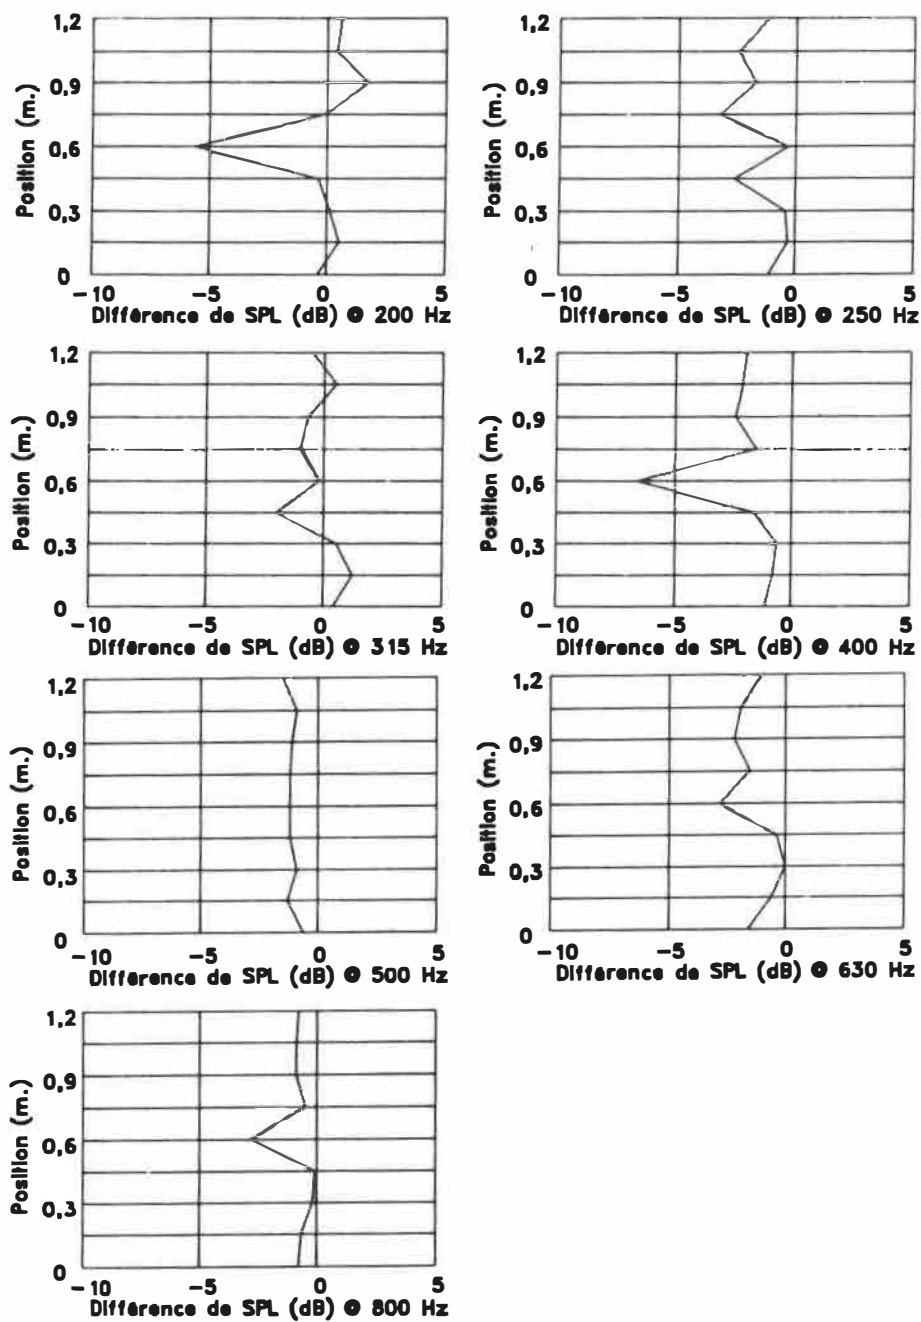 Position (m.)
1,2
0,9
0,6
0,3
0
-10 -5 0 5
Différence de SPL (dB) @ 200 Hz
Position (m.)
1,2
0,9
0,6
0,3
0
-10 -5 0 5
Différence de SPL (dB) @ 250 Hz
Position (m.)
1,2
0,9
0,6
0,3
0
-10 -5 0 5
Différence de SPL (dB) @ 315 Hz
Position (m.)
1,2
0,9
0,6
0,3
0
-10 -5 0 5
Différence de SPL (dB) @ 400 Hz
Position (m.)
1,2
0,9
0,6
0,3
0
-10 -5 0 5
Différence de SPL (dB) @ 500 Hz
Position (m.)
1,2
0,9
0,6
0,3
0
-10 -5 0 5
Différence de SPL (dB) @ 630 Hz
Position (m.)
1,2
0,9
0,6
0,3
0
-10 -5 0 5
Différence de SPL (dB) @ 800 Hz